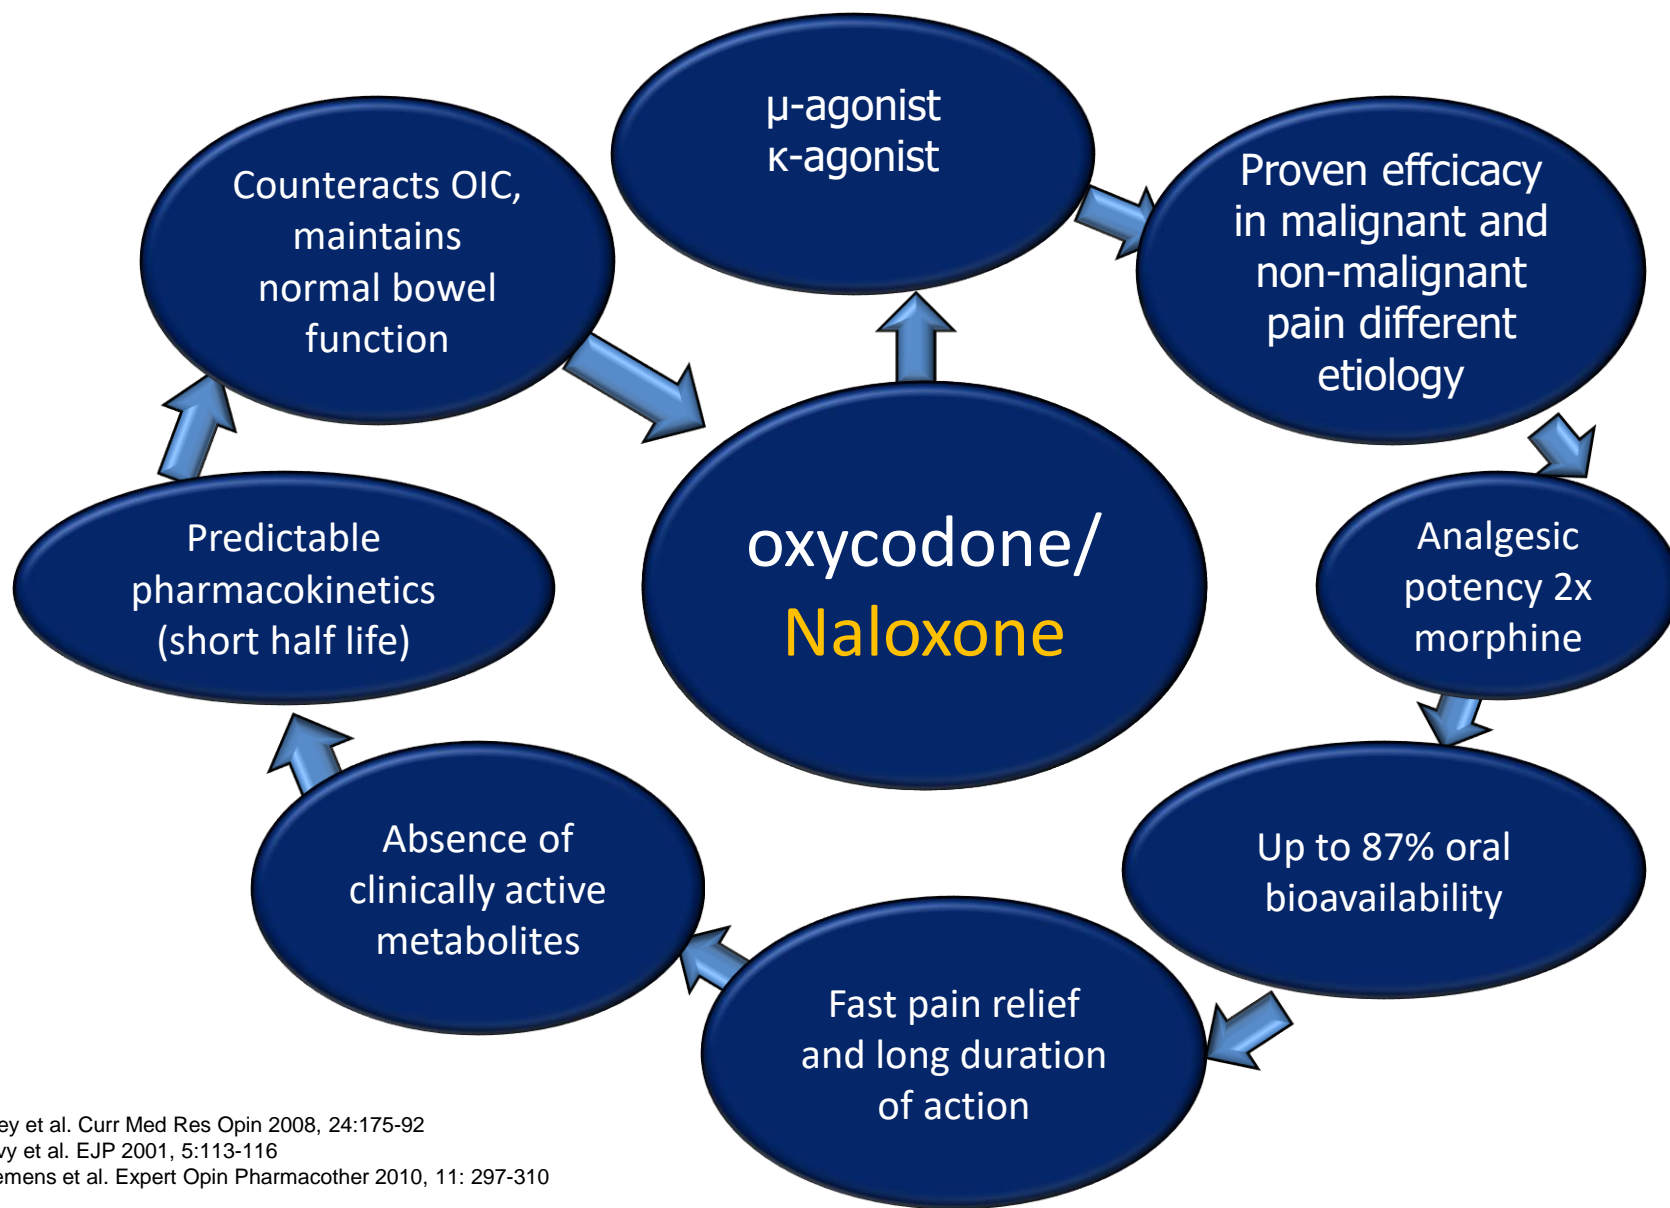 µ-agonist
κ-agonist
Proven effcicacy
in malignant and
non-malignant
pain different
etiology
Analgesic
potency 2x
morphine
Up to 87% oral
bioavailability
Fast pain relief
and long duration
of action
Absence of
clinically active
metabolites
Predictable
pharmacokinetics
(short half life)
Counteracts OIC,
maintains
normal bowel
function
oxycodone/
Naloxone
et al. Curr Med Res Opin 2008, 24:175-92
et al. EJP 2001, 5:113-116
et al. Expert Opin Pharmacother 2010, 11: 297-310